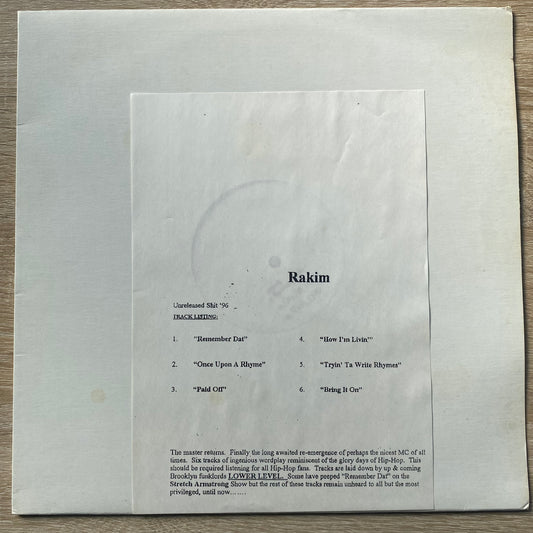 Rakim
Unreleased Shit '96
TRACK LISTING:
1. "Remember Dat"
2. "Once Upon A Rhyme"
3. "Paid Off"
4. "How I'm Livin'"
5. "Tryin' Ta Write Rhymes"
6. "Bring It On"
The master returns. Finally the long awaited re-emergence of perhaps the nicest MC of all
times. Six tracks of ingenious wordplay reminiscent of the glory days of Hip-Hop. This
should be required listening for all Hip-Hop fans. Tracks are laid down by up & coming
Brooklyn funklords LOWER LEVEL. Some have peeped "Remember Dat" on the
Stretch Armstrong Show but the rest of these tracks remain unheard to all but the most
privileged, until now.......